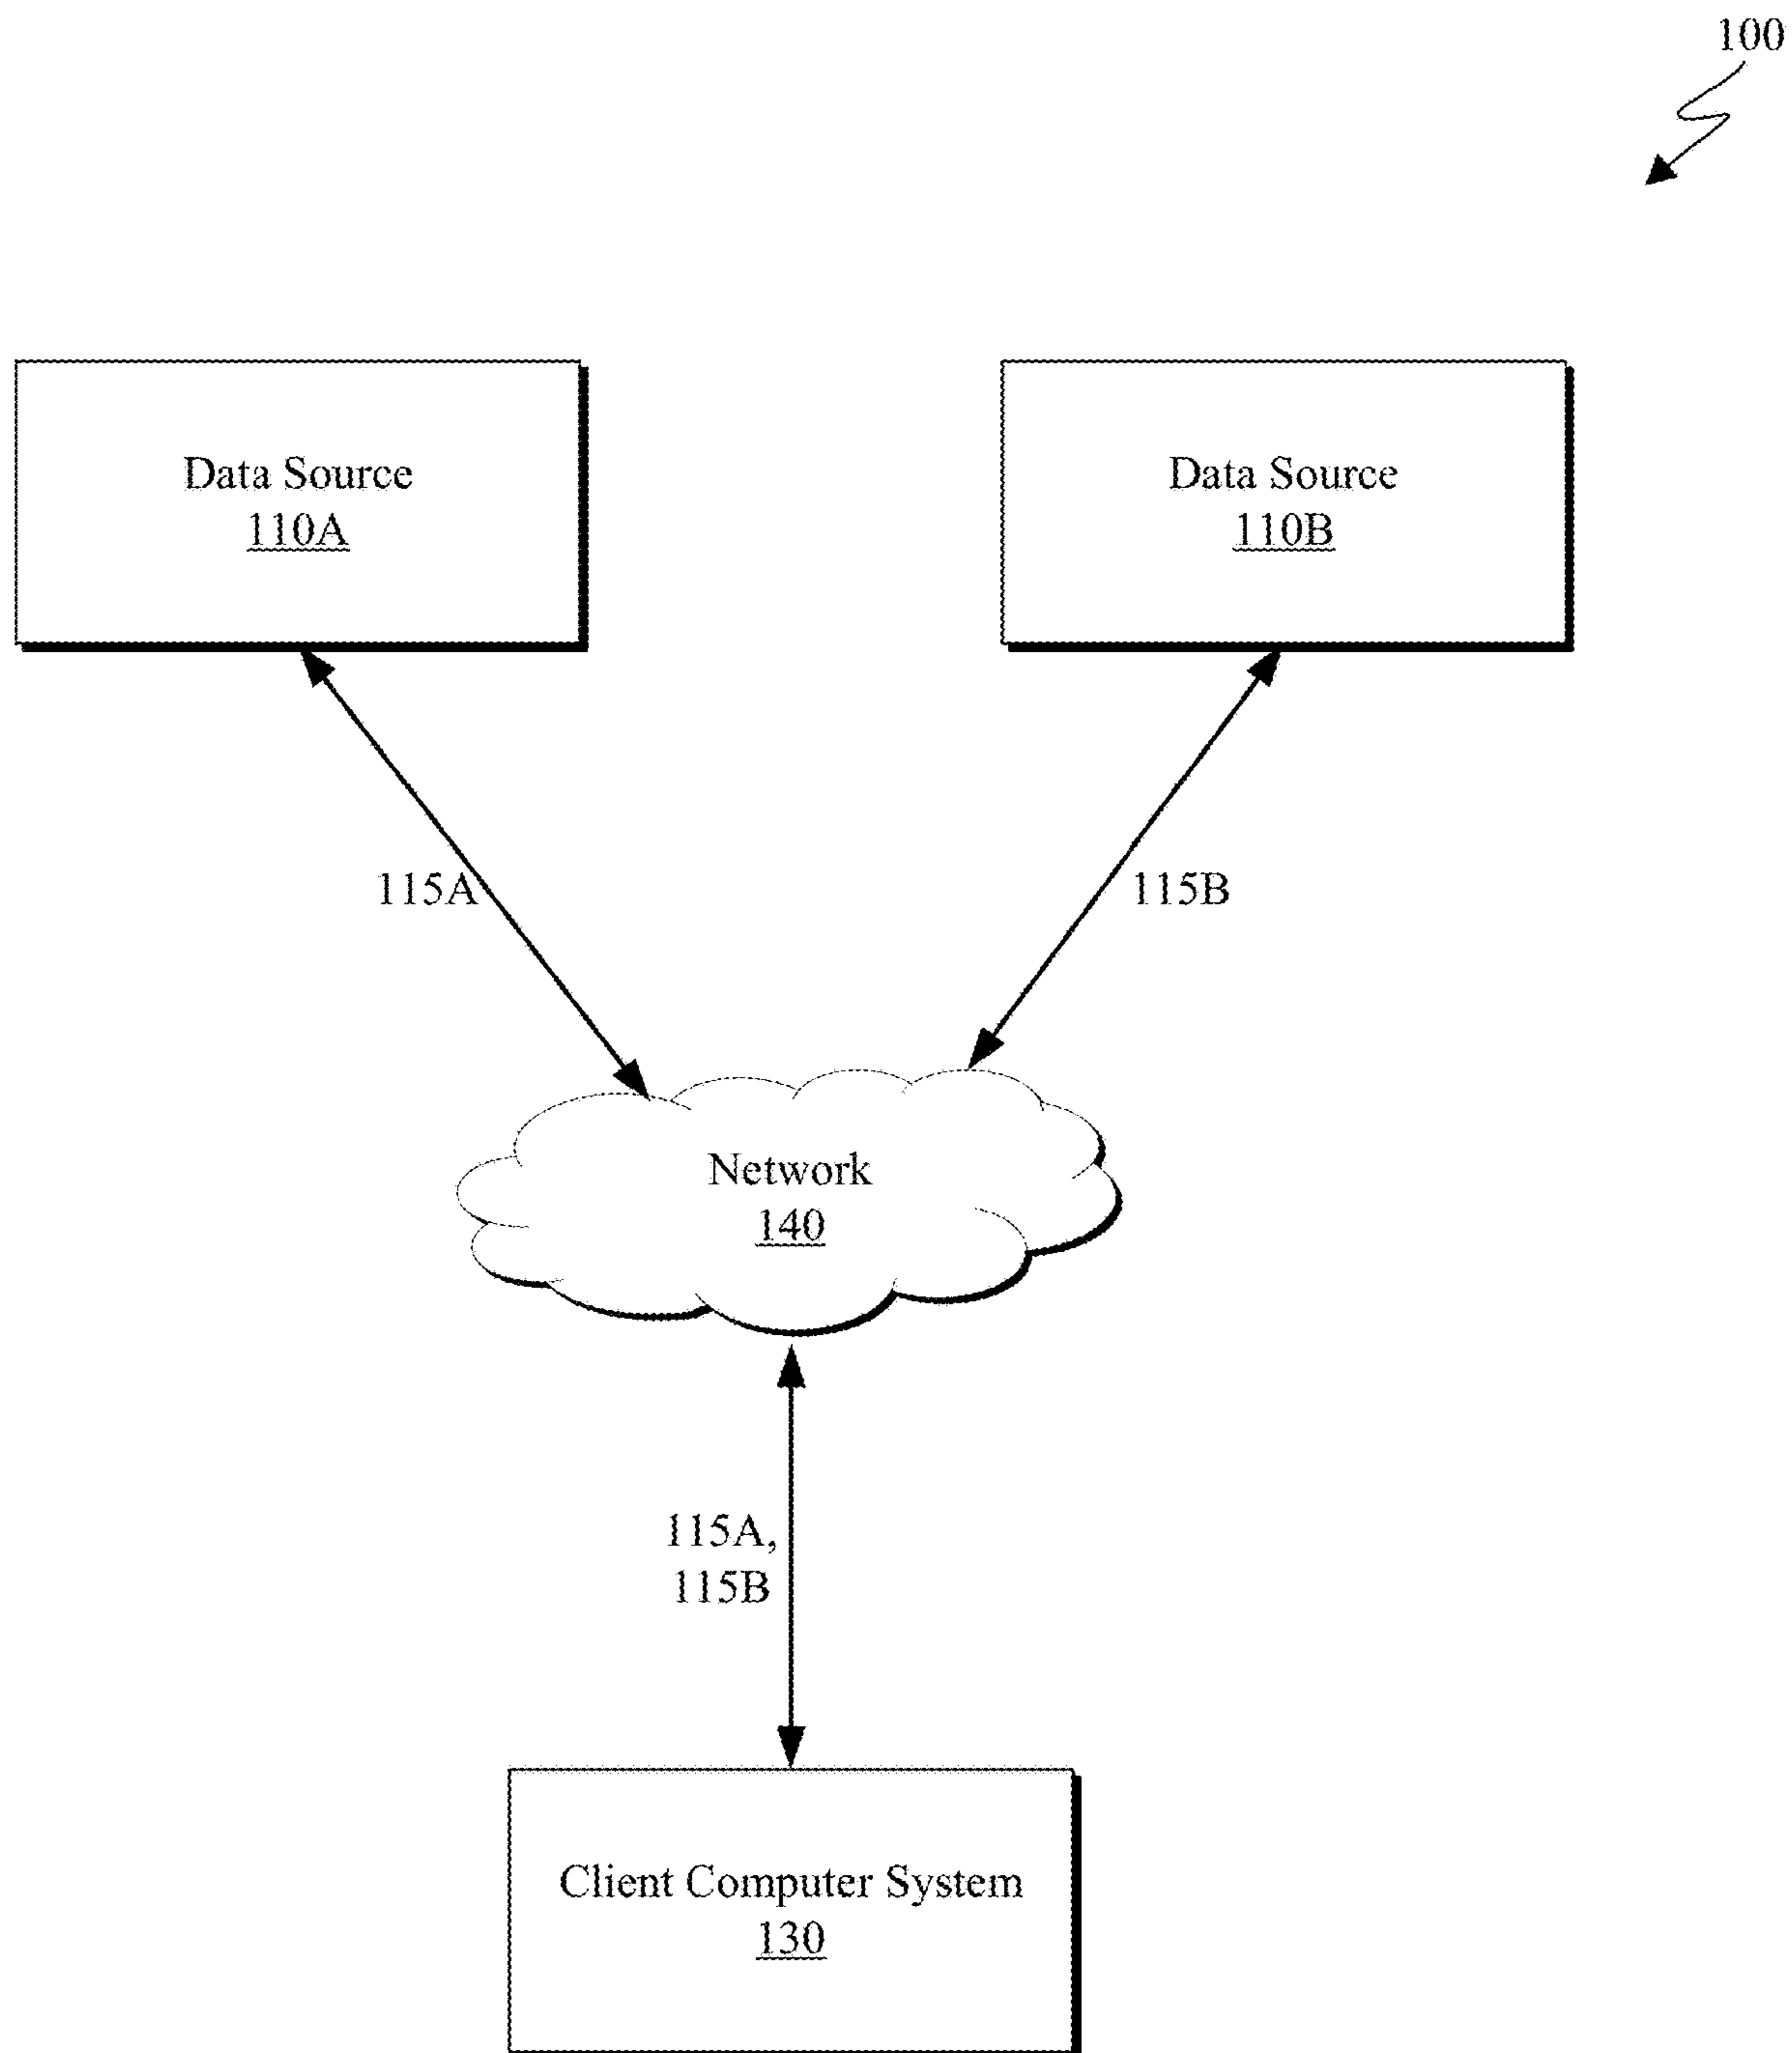 100
Data Source
110A
Data Source
110B
115A
115B
Network
140
115A,
115B
Client Computer System
130